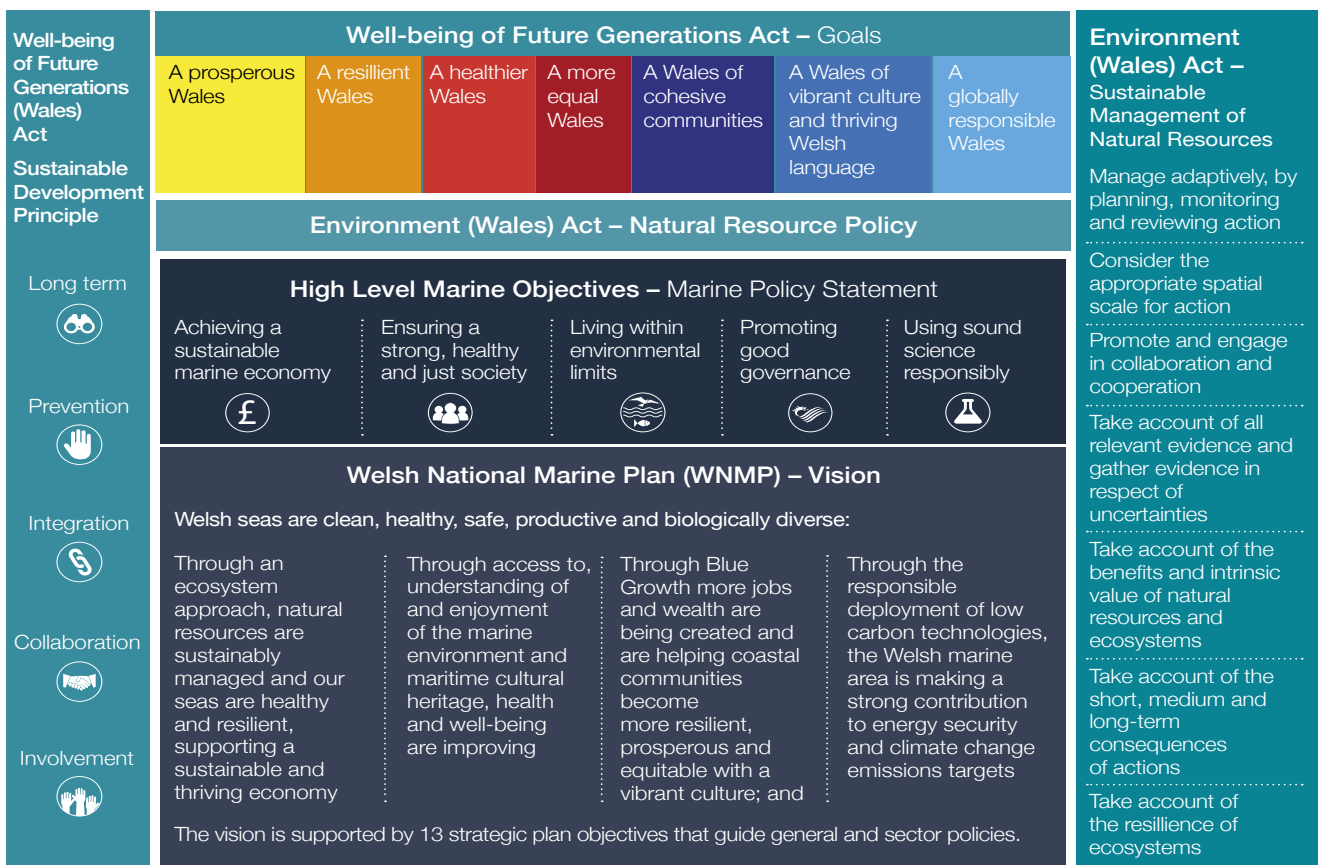 Well-being
of Future
Generations
(Wales)
Act
Sustainable
Development
Principle
Long term
Prevention
Integration
Collaboration
Involvement
Well-being of Future Generations Act – Goals
A prosperous
Wales
A resillient
Wales
A healthier
Wales
A more
equal
Wales
A Wales of
cohesive
communities
A Wales of
vibrant culture
and thriving
Welsh
language
A
globally
responsible
Wales
Environment (Wales) Act – Natural Resource Policy
High Level Marine Objectives – Marine Policy Statement
Achieving a
sustainable
marine economy
£
Ensuring a
strong, healthy
and just society
Living within
environmental
limits
Promoting
good
governance
Using sound
science
responsibly
Welsh National Marine Plan (WNMP) – Vision
Welsh seas are clean, healthy, safe, productive and biologically diverse:
Through an
ecosystem
approach, natural
resources are
sustainably
managed and our
seas are healthy
and resilient,
supporting a
sustainable and
thriving economy
Through access to,
understanding of
and enjoyment
of the marine
environment and
maritime cultural
heritage, health
and well-being
are improving
Through Blue
Growth more jobs
and wealth are
being created and
are helping coastal
communities
become
more resilient,
prosperous and
equitable with a
vibrant culture; and
Through the
responsible
deployment of low
carbon technologies,
the Welsh marine
area is making a
strong contribution
to energy security
and climate change
emissions targets
The vision is supported by 13 strategic plan objectives that guide general and sector policies.
Environment
(Wales) Act –
Sustainable
Management of
Natural Resources
Manage adaptively, by
planning, monitoring
and reviewing action
Consider the
appropriate spatial
scale for action
Promote and engage
in collaboration and
cooperation
Take account of all
relevant evidence and
gather evidence in
respect of
uncertainties
Take account of the
benefits and intrinsic
value of natural
resources and
ecosystems
Take account of the
short, medium and
long-term
consequences
of actions
Take account of
the resillience of
ecosystems